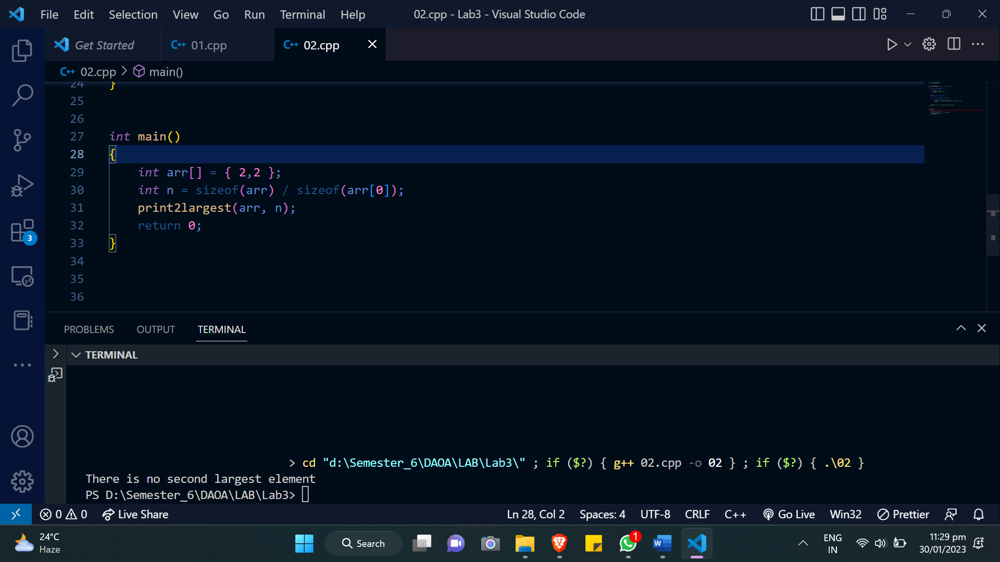 File Edit Selection View Go Run Terminal Help 02.cpp - Lab3 - Visual Studio Code
Get Started C++ 01.cpp C++ 02.cpp
C++ 02.cpp > main()
24 }
25
26
27 int main()
28 {
29 int arr[] = { 2,2 };
30 int n = sizeof(arr) / sizeof(arr[0]);
31 print2largest(arr, n);
32 return 0;
33 }
34
35
36
3
PROBLEMS OUTPUT TERMINAL
TERMINAL
> cd "d:\Semester_6\DAOA\LAB\Lab3\" ; if ($?) { g++ 02.cpp -o 02 } ; if ($?) { .\02 }
There is no second largest element
PS D:\Semester_6\DAOA\LAB\Lab3>
0 0 Live Share Ln 28, Col 2 Spaces: 4 UTF-8 CRLF C++ Go Live Win32 Prettier
24°C
Haze
Search
W
1
ENG
IN
11:29 pm
30/01/2023